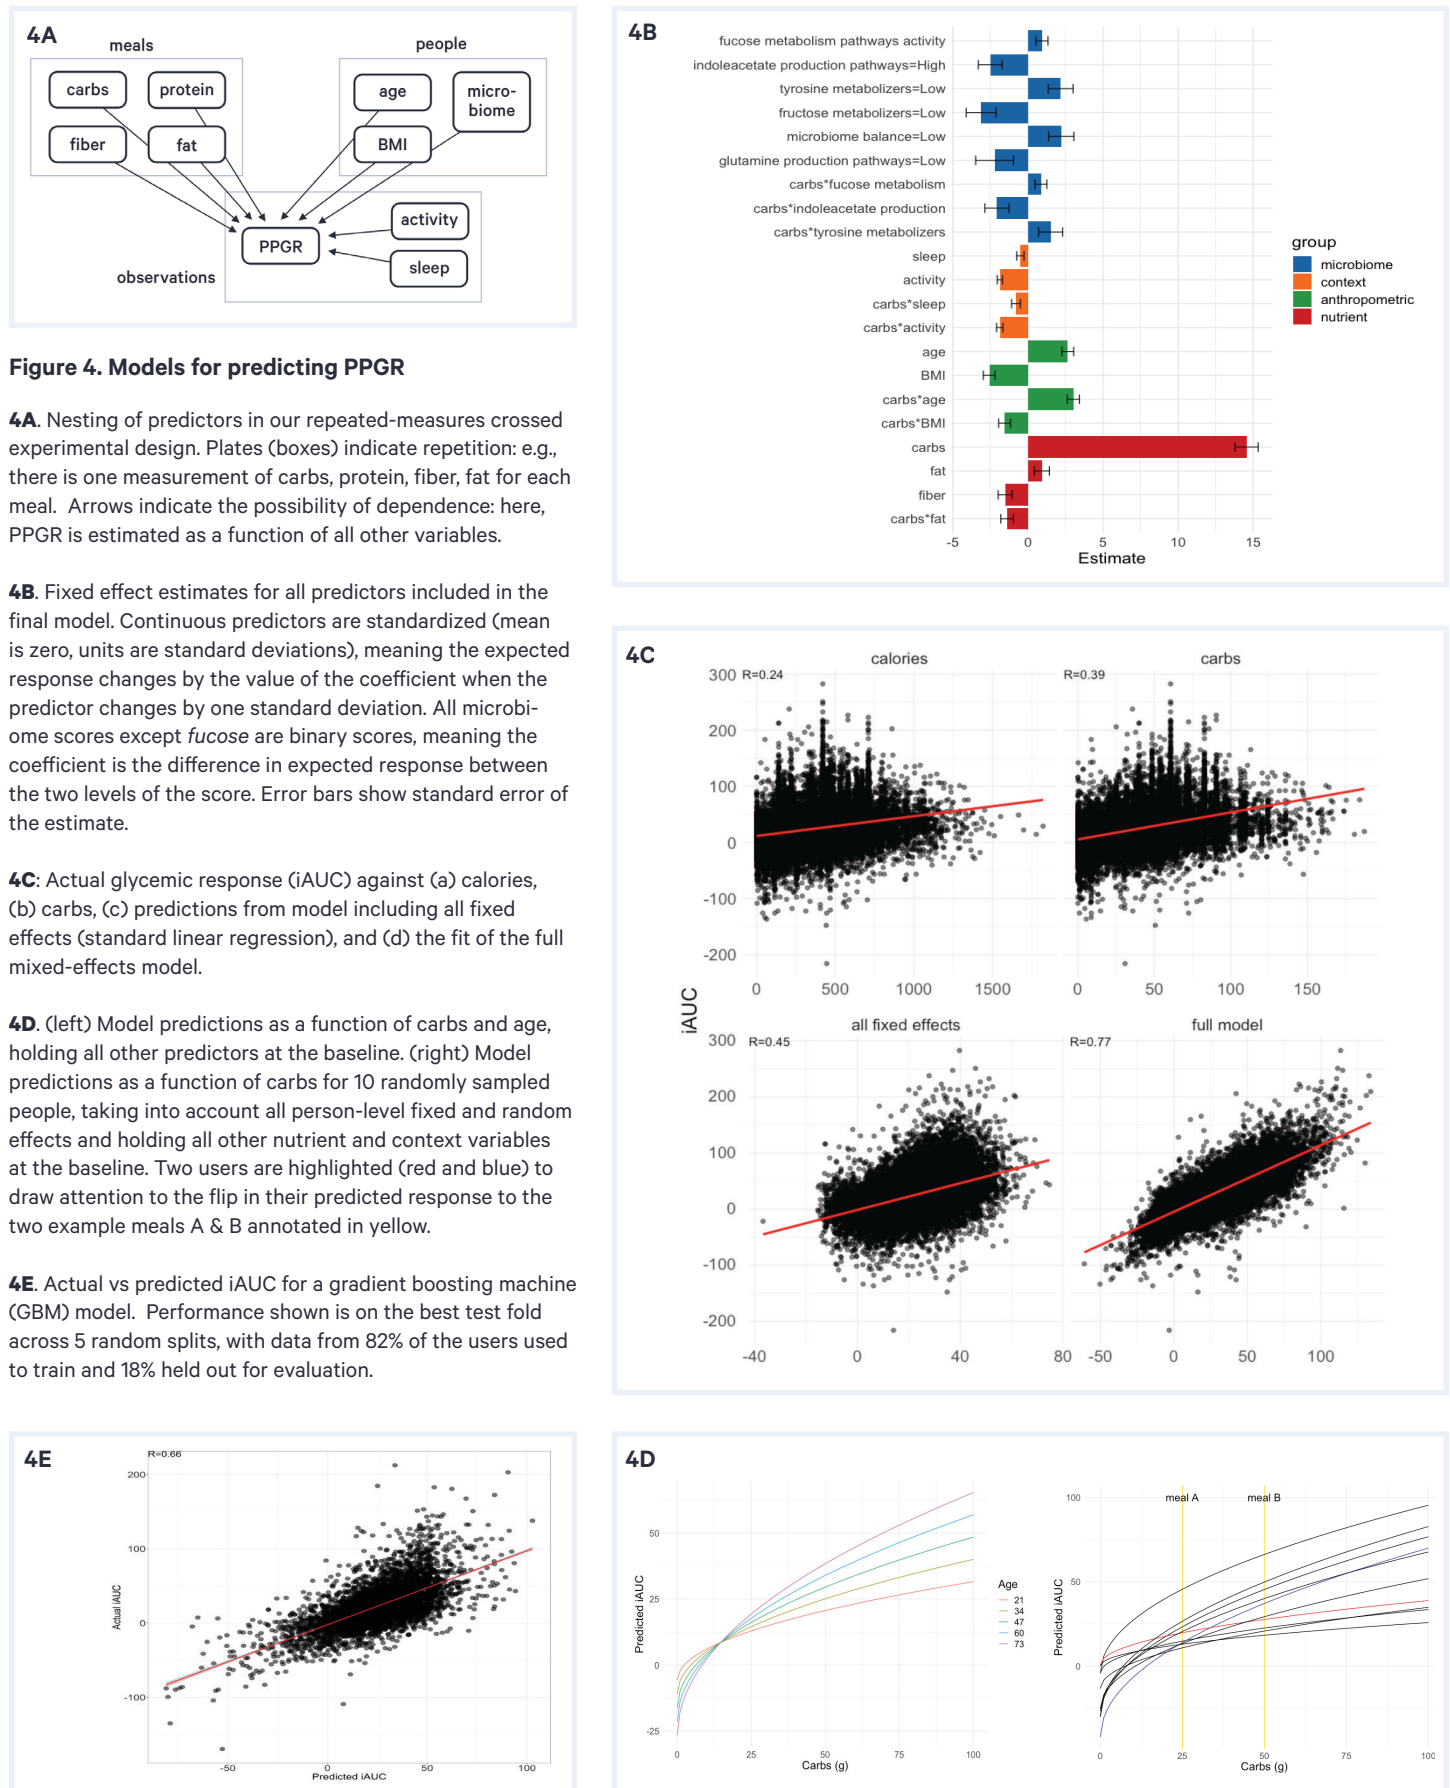 4A
meals
people
carbs
protein
age
micro-
biome
fiber
fat
BMI
activity
PPGR
sleep
observations
Figure 4. Models for predicting PPGR
4A. Nesting of predictors in our repeated-measures crossed
experimental design. Plates (boxes) indicate repetition: e.g.,
there is one measurement of carbs, protein, fiber, fat for each
meal. Arrows indicate the possibility of dependence: here,
PPGR is estimated as a function of all other variables.
4B. Fixed effect estimates for all predictors included in the
final model. Continuous predictors are standardized (mean
is zero, units are standard deviations), meaning the expected
response changes by the value of the coefficient when the
predictor changes by one standard deviation. All microbi-
ome scores except fucose are binary scores, meaning the
coefficient is the difference in expected response between
the two levels of the score. Error bars show standard error of
the estimate.
4C: Actual glycemic response (iAUC) against (a) calories,
(b) carbs, (c) predictions from model including all fixed
effects (standard linear regression), and (d) the fit of the full
mixed-effects model.
4D. (left) Model predictions as a function of carbs and age,
holding all other predictors at the baseline. (right) Model
predictions as a function of carbs for 10 randomly sampled
people, taking into account all person-level fixed and random
effects and holding all other nutrient and context variables
at the baseline. Two users are highlighted (red and blue) to
draw attention to the flip in their predicted response to the
two example meals A & B annotated in yellow.
4E. Actual vs predicted iAUC for a gradient boosting machine
(GBM) model. Performance shown is on the best test fold
across 5 random splits, with data from 82% of the users used
to train and 18% held out for evaluation.
4B
fucose metabolism pathways activity
indoleacetate production pathways=High
tyrosine metabolizers=Low
fructose metabolizers=Low
microbiome balance=Low
glutamine production pathways=Low
carbs*fucose metabolism
carbs*indoleacetate production
carbs*tyrosine metabolizers
sleep
activity
carbs*sleep
carbs*activity
age
BMI
carbs*age
carbs*BMI
carbs
fat
fiber
carbs*fat
-5 0 5 10 15
Estimate
group
microbiome
context
anthropometric
nutrient
4C
calories
carbs
R=0.24
R=0.39
300
200
100
0
-100
-200
0 500 1000 1500
0 50 100 150
iAUC
all fixed effects
full model
R=0.45
R=0.77
300
200
100
0
-100
-200
-40 0 40 80
-50 0 50 100
4E
R=0.66
200
100
0
-100
Actual iAUC
-50 0 50 100
Predicted iAUC
4D
50
25
0
-25
Predicted iAUC
0 25 50 75 100
Carbs (g)
Age
21
34
47
60
73
meal A
meal B
100
50
0
Predicted iAUC
0 25 50 75 100
Carbs (g)